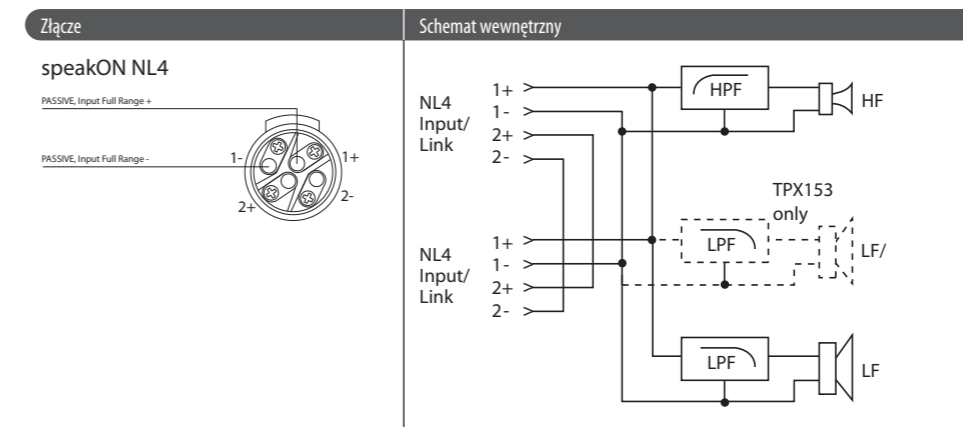 Złącze
Schemat wewnętrzny
speakON NL4
PASSIVE, Input Full Range +
PASSIVE, Input Full Range -
1-
1+
2+
2-
NL4
Input/
Link
1+
1-
2+
2-
HPF
HF
TPX153
only
NL4
Input/
Link
1+
1-
2+
2-
LPF
LF/
LPF
LF